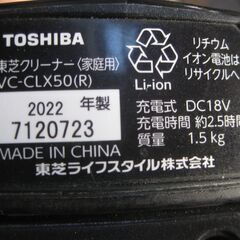 TOSHIBA
東芝クリーナー〈家庭用〉
VC-CLX50(R)
2022 年製
7120723
MADE IN CHINA
リチウム
イオン電池は
リサイクルへ
Li-ion
充電式 DC18V
充電時間 約2.5時間
質量 1.5kg
東芝ライフスタイル株式会社